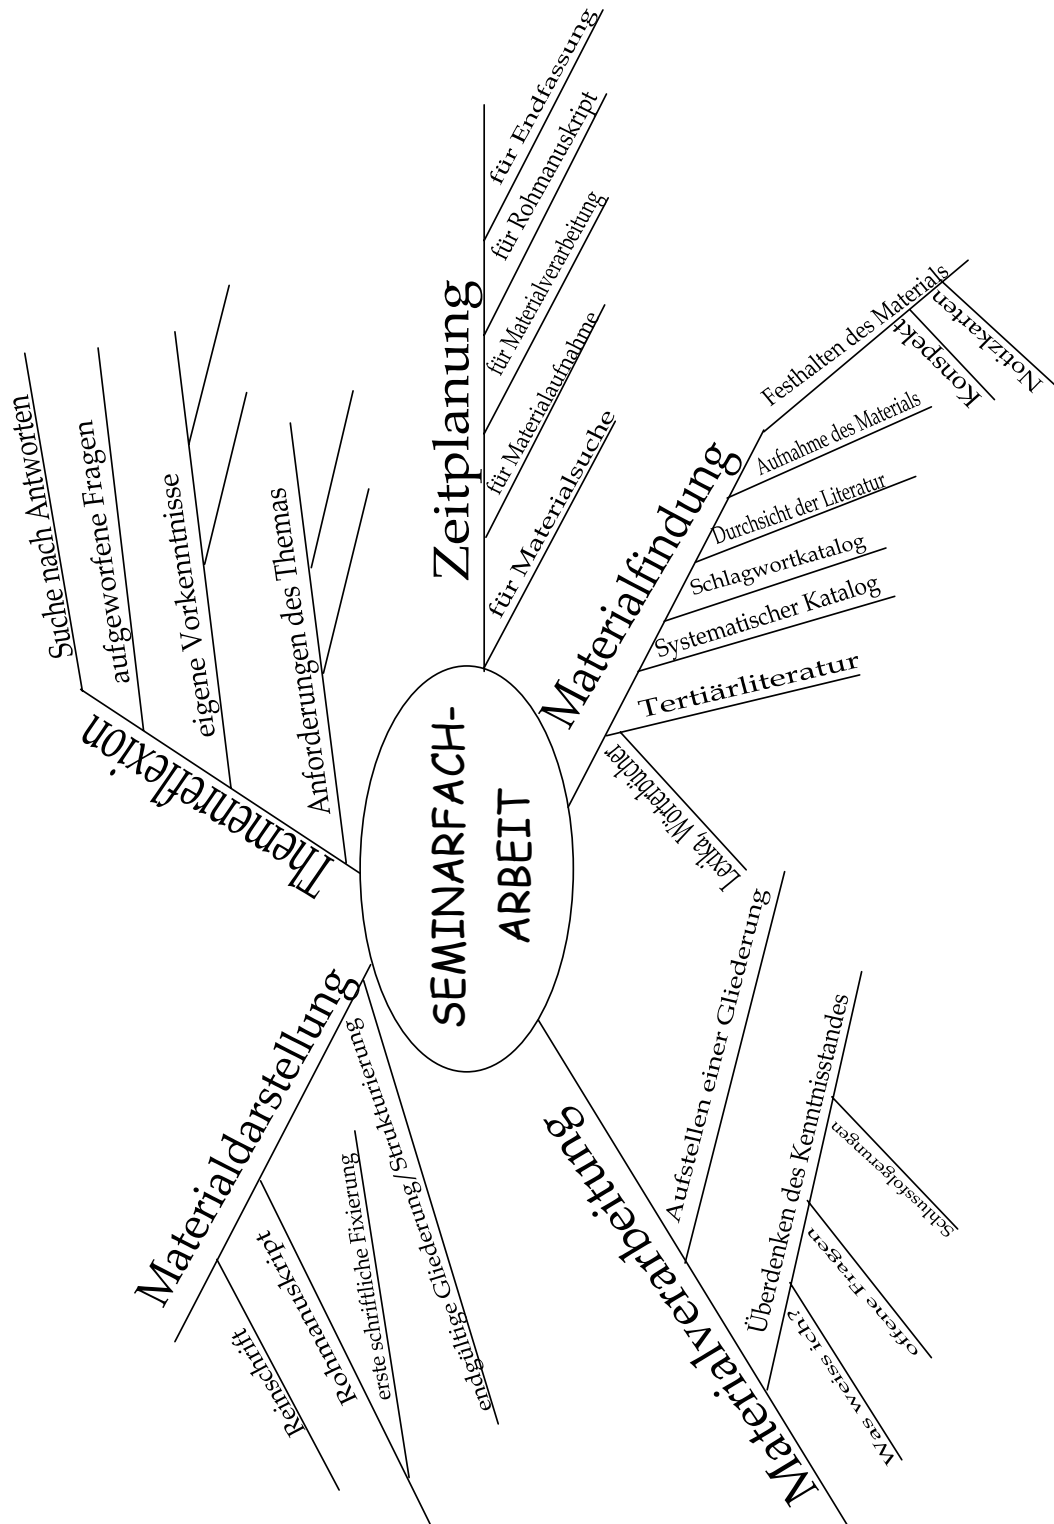 SEMINARFACH-
ARBEIT
Themenreflexion
Suche nach Antworten
aufgeworfene Fragen
eigene Vorkenntnisse
Anforderungen des Themas
Zeitplanung
für Endfassung
für Rohmanuskript
für Materialverarbeitung
für Materialaufnahme
für Materialsuche
Materialfindung
Festhalten des Materials
Notizkarten
Konspekt
Aufnahme des Materials
Durchsicht der Literatur
Schlagwortkatalog
Systematischer Katalog
Tertiärliteratur
Lexika, Wörterbücher
Materialverarbeitung
Aufstellen einer Gliederung
Überdenken des Kenntnisstandes
Schlussfolgerungen
offene Fragen
Was weiss ich?
Materialdarstellung
endgültige Gliederung/Strukturierung
erste schriftliche Fixierung
Rohmanuskript
Reinschrift